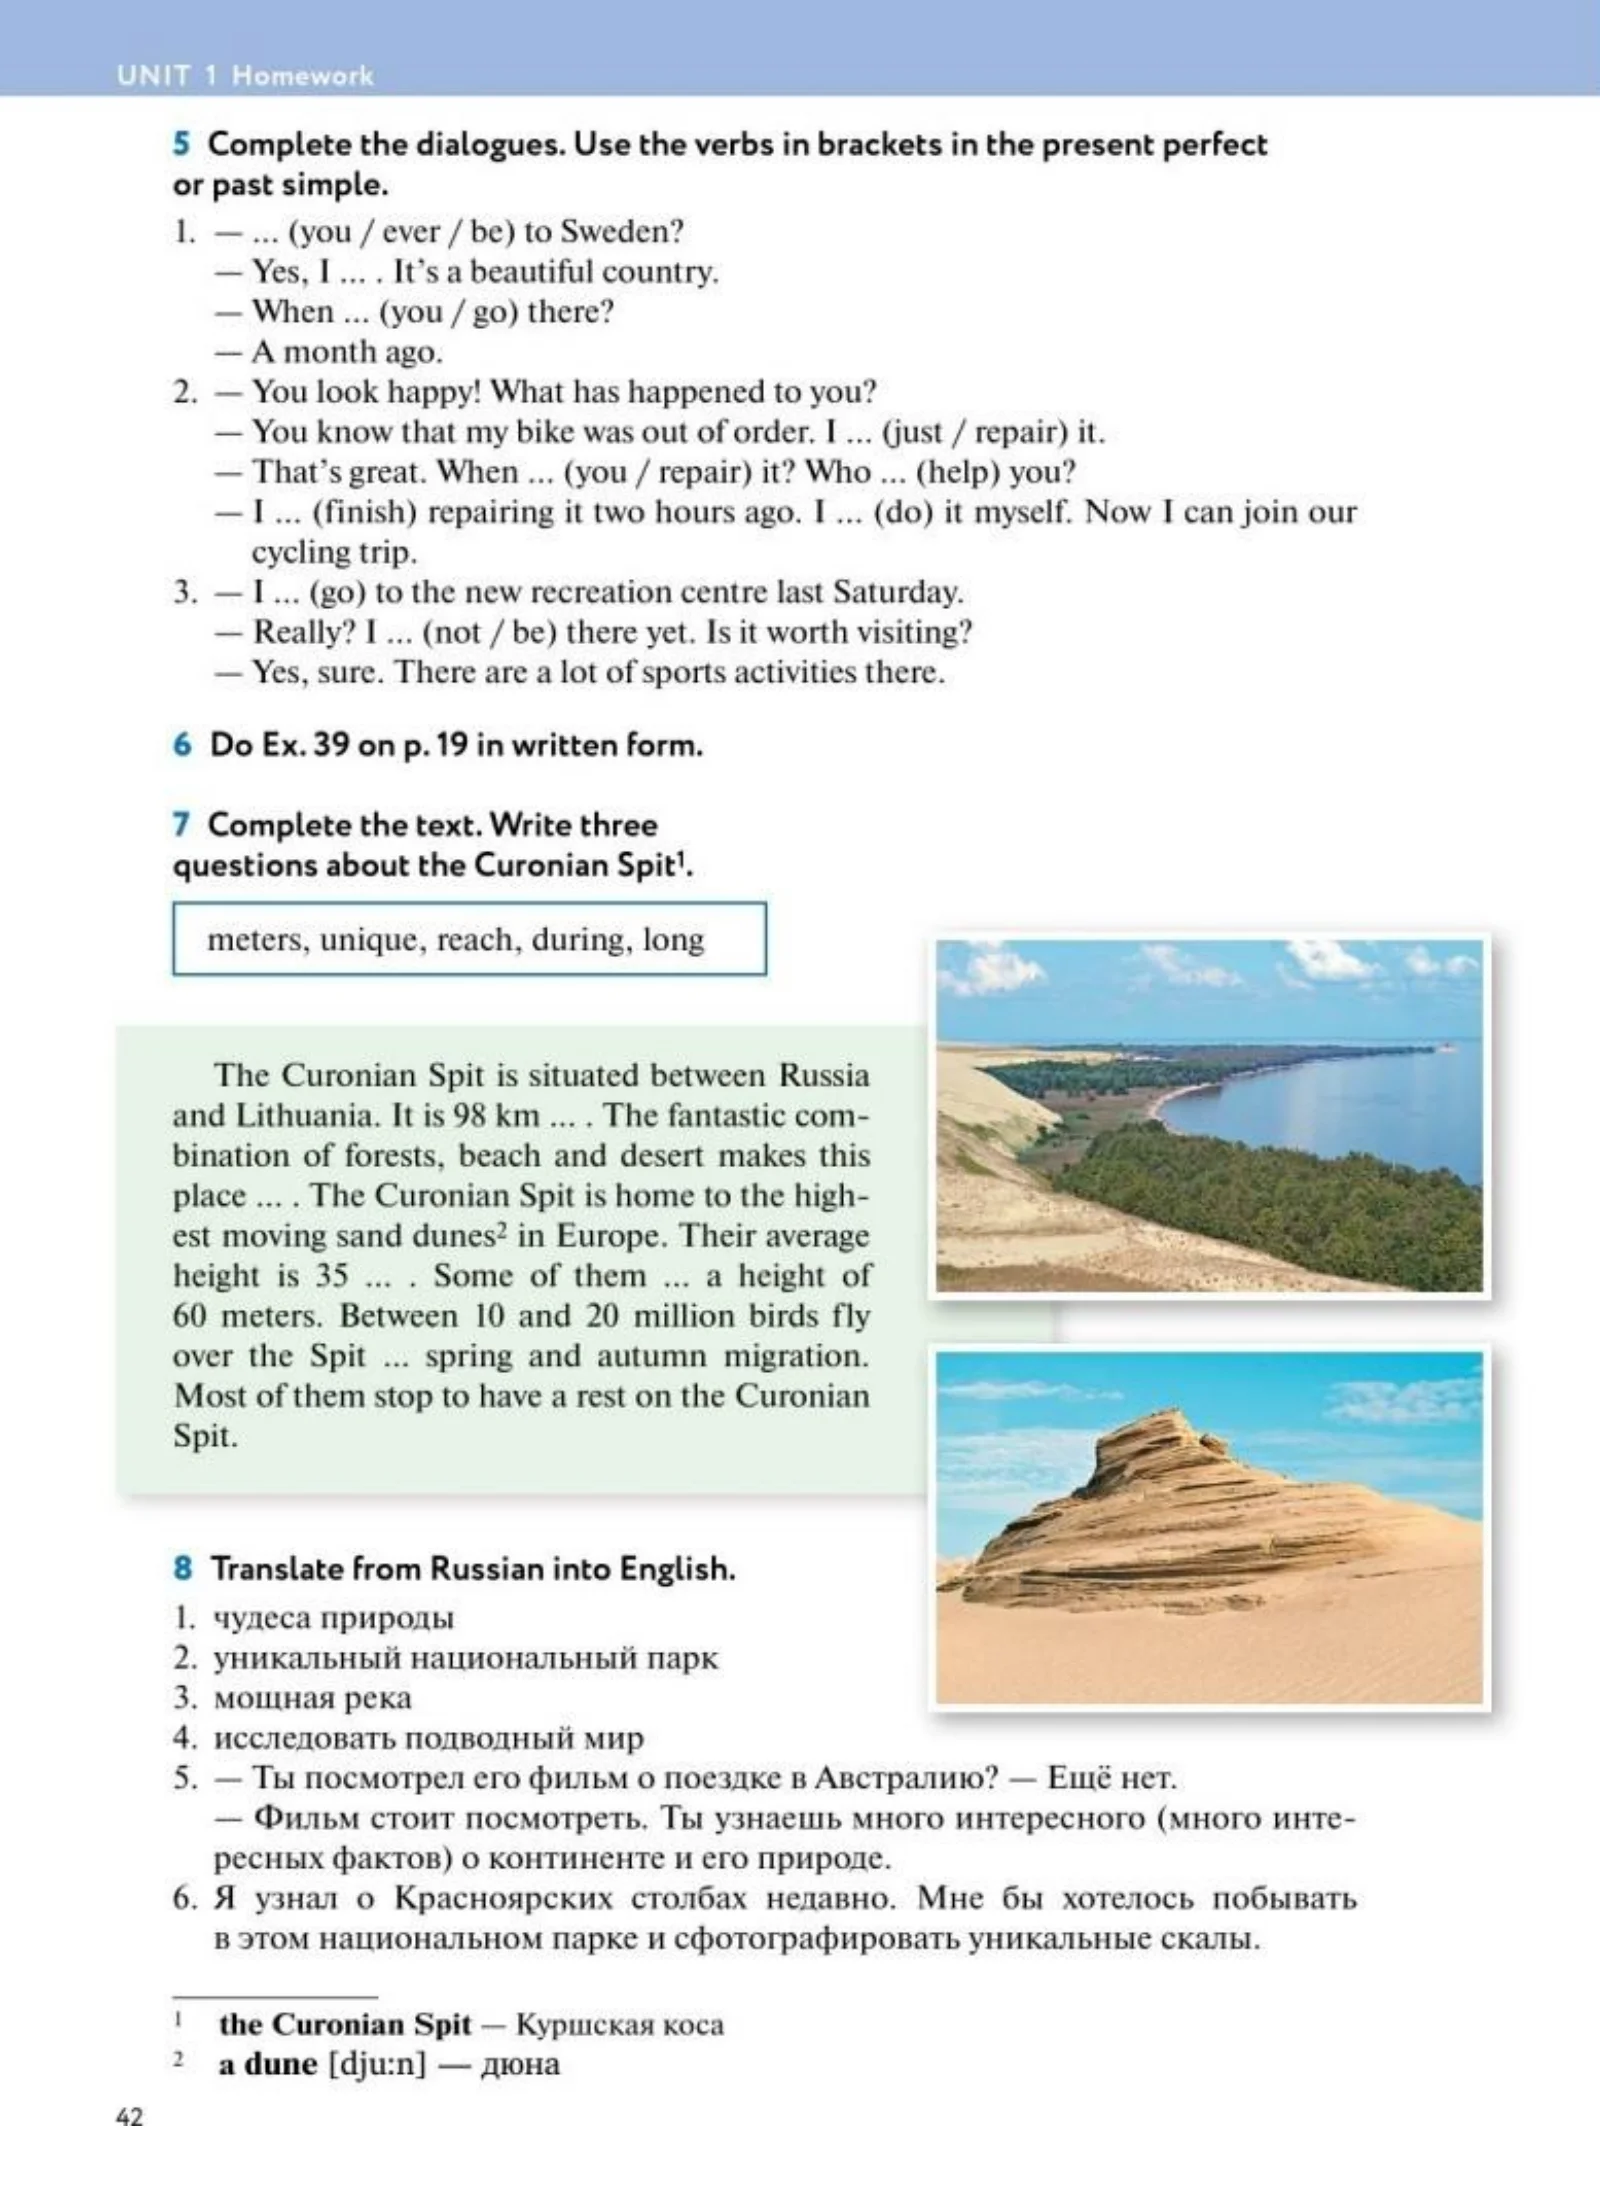 UNIT 1 Homework
5 Complete the dialogues. Use the verbs in brackets in the present perfect
or past simple.
1. — ... (you / ever / be) to Sweden?
— Yes, I ... . It’s a beautiful country.
— When ... (you / go) there?
— A month ago.
2. — You look happy! What has happened to you?
— You know that my bike was out of order. I ... (just / repair) it.
— That’s great. When ... (you / repair) it? Who ... (help) you?
— I ... (finish) repairing it two hours ago. I ... (do) it myself. Now I can join our
cycling trip.
3. — I ... (go) to the new recreation centre last Saturday.
— Really? I ... (not / be) there yet. Is it worth visiting?
— Yes, sure. There are a lot of sports activities there.
6 Do Ex. 39 on p. 19 in written form.
7 Complete the text. Write three
questions about the Curonian Spit¹.
meters, unique, reach, during, long
The Curonian Spit is situated between Russia
and Lithuania. It is 98 km ... . The fantastic com-
bination of forests, beach and desert makes this
place ... . The Curonian Spit is home to the high-
est moving sand dunes² in Europe. Their average
height is 35 ... . Some of them ... a height of
60 meters. Between 10 and 20 million birds fly
over the Spit ... spring and autumn migration.
Most of them stop to have a rest on the Curonian
Spit.
8 Translate from Russian into English.
1. чудеса природы
2. уникальный национальный парк
3. мощная река
4. исследовать подводный мир
5. — Ты посмотрел его фильм о поездке в Австралию? — Ещё нет.
— Фильм стоит посмотреть. Ты узнаешь много интересного (много инте-
ресных фактов) о континенте и его природе.
6. Я узнал о Красноярских столбах недавно. Мне бы хотелось побывать
в этом национальном парке и сфотографировать уникальные скалы.
1 the Curonian Spit — Куршская коса
2 a dune [dju:n] — дюна
42